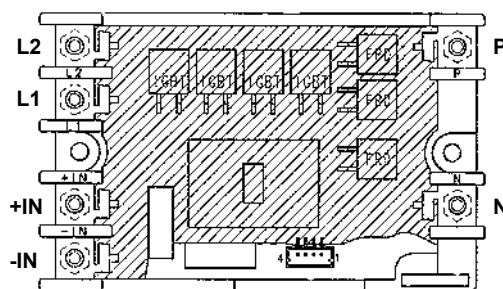 L2
P
L2
P
IGBT IGBT IGBT IGBT
FRD
L1
FRD
FRD
+IN
N
+IN
N
-IN
-IN
4 1